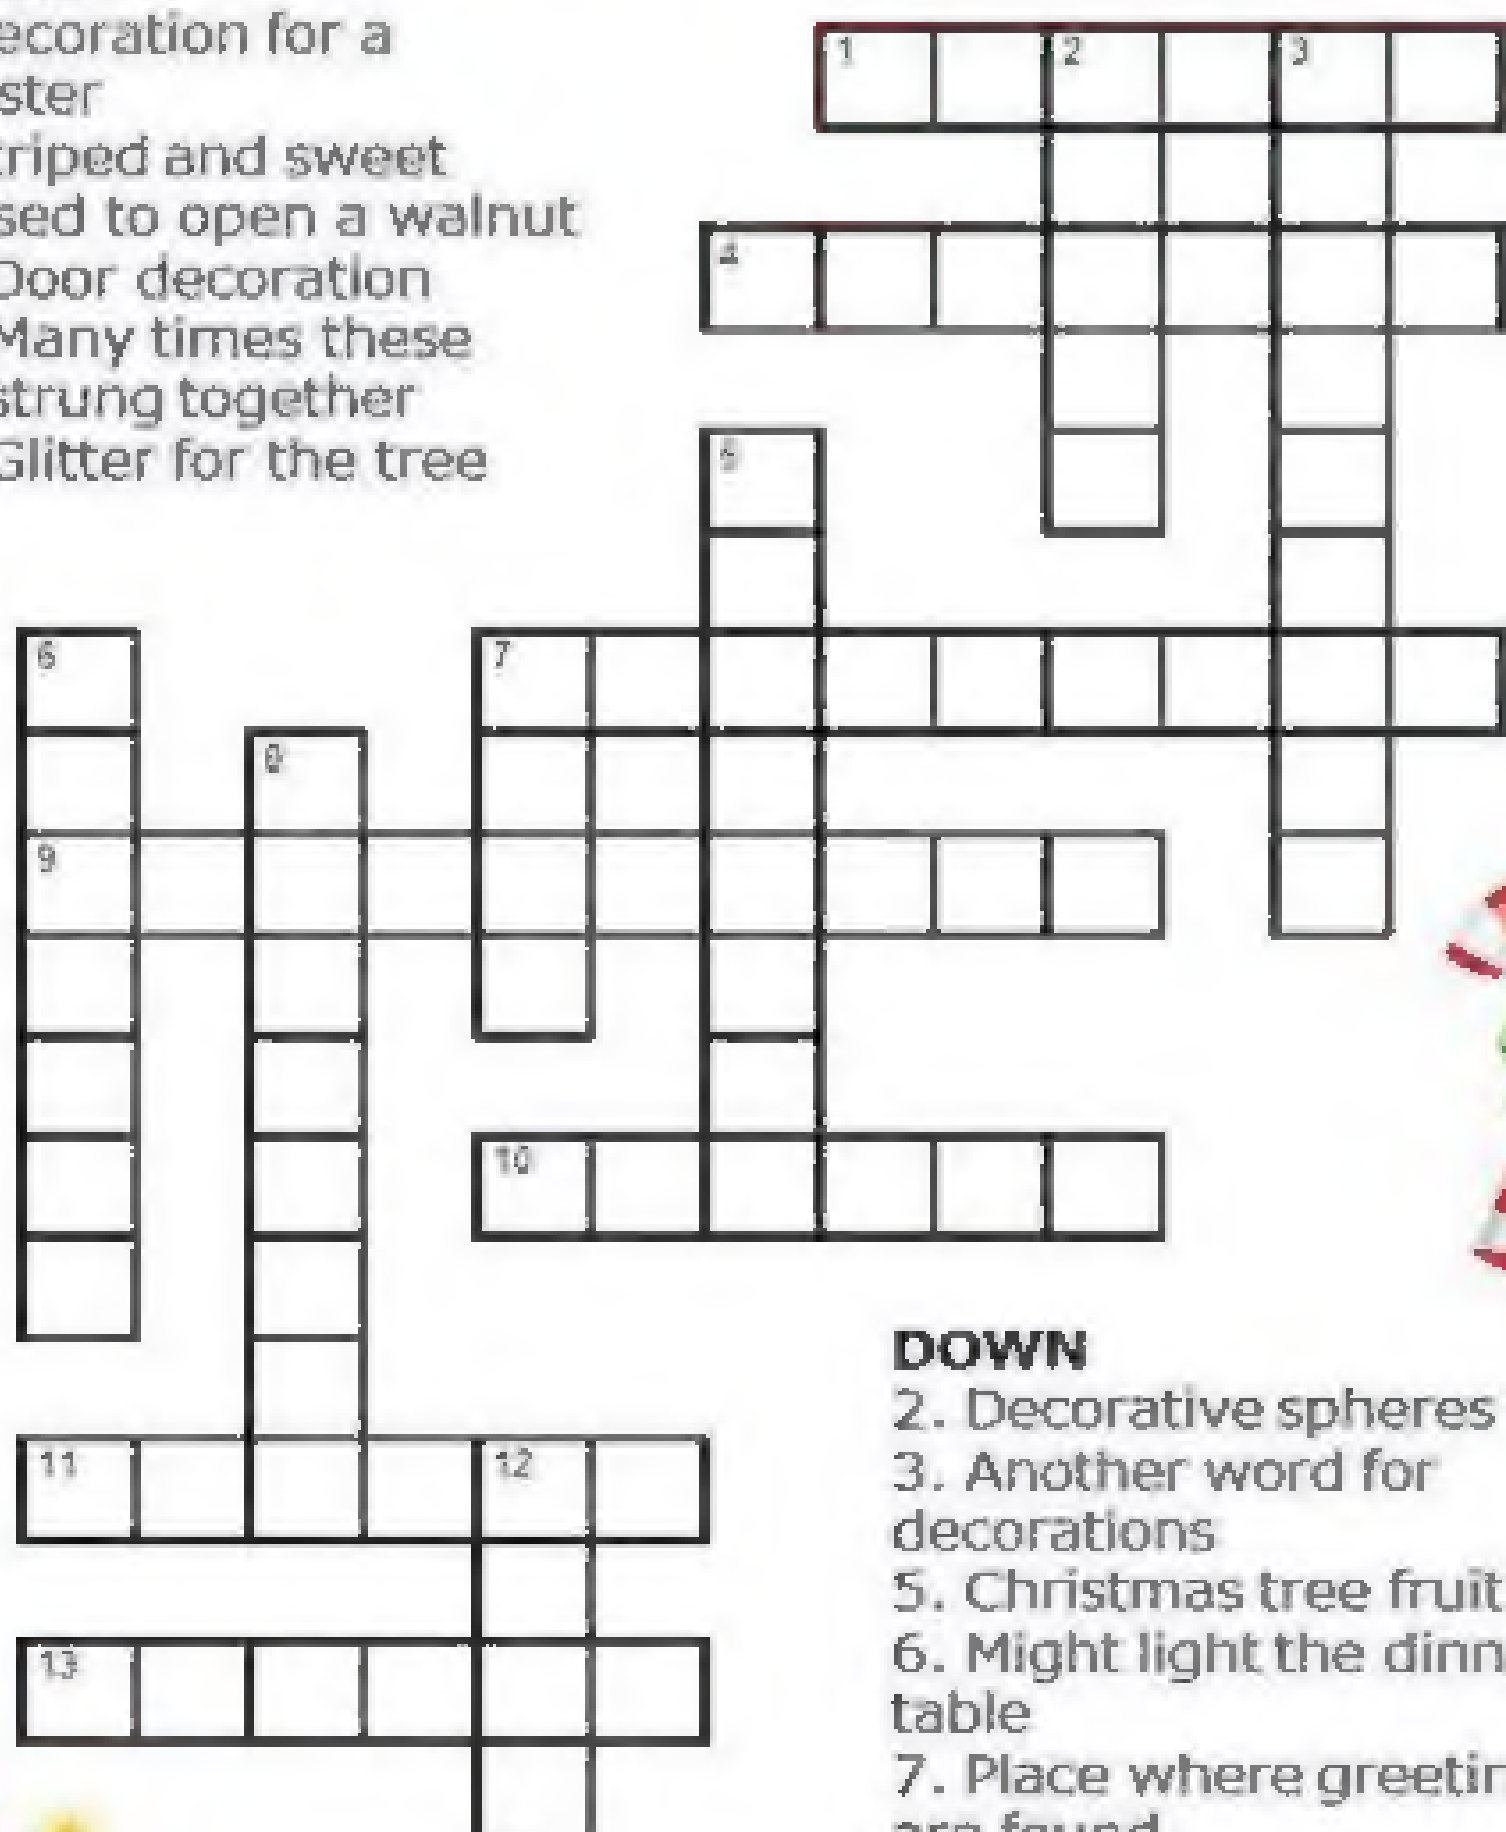 ecoration for a
ster
triped and sweet
sed to open a walnut
Door decoration
Many times these
strung together
Glitter for the tree
1 2 3
4
5
6 7
8
9
10
11 12
13
DOWN
2. Decorative spheres
3. Another word for
decorations
5. Christmas tree fruit
6. Might light the dinn
table
7. Place where greetin
are found